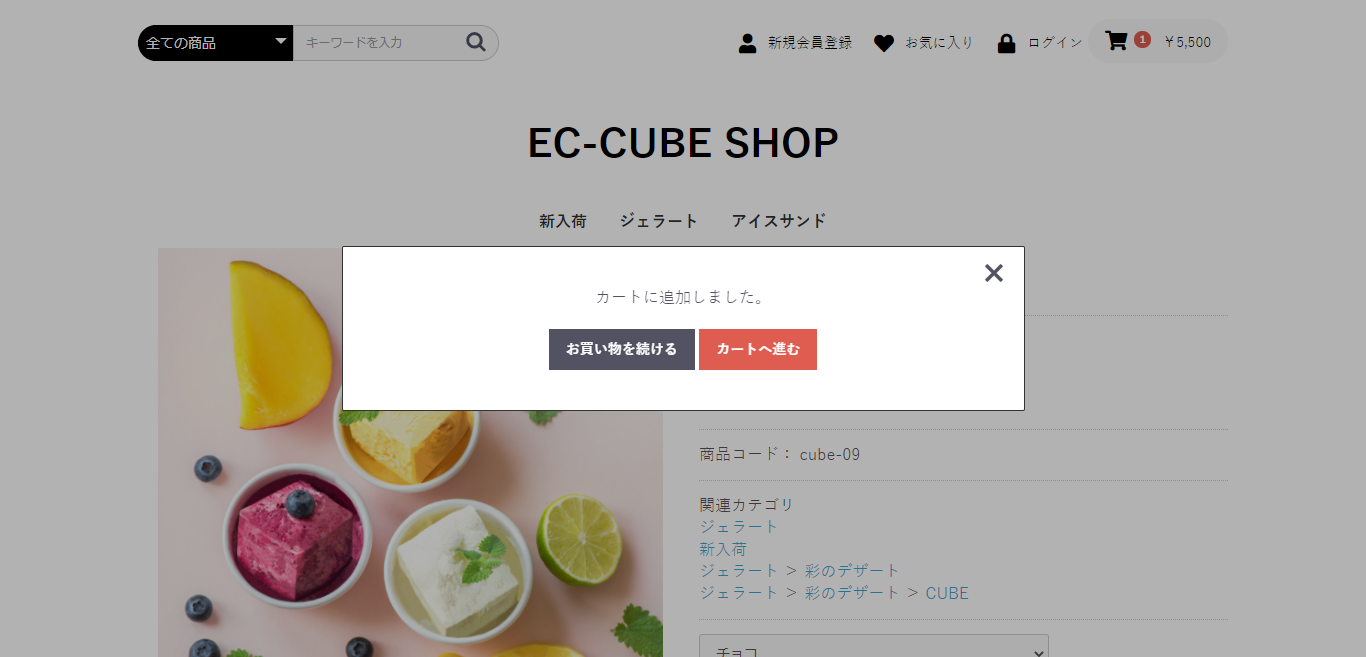 全ての商品
キーワードを入力
新規会員登録
お気に入り
ログイン
1
￥5,500
EC-CUBE SHOP
新入荷
ジェラート
アイスサンド
カートに追加しました。
お買い物を続ける
カートへ進む
商品コード： cube-09
関連カテゴリ
ジェラート
新入荷
ジェラート ＞ 彩のデザート
ジェラート ＞ 彩のデザート ＞ CUBE
チョコ